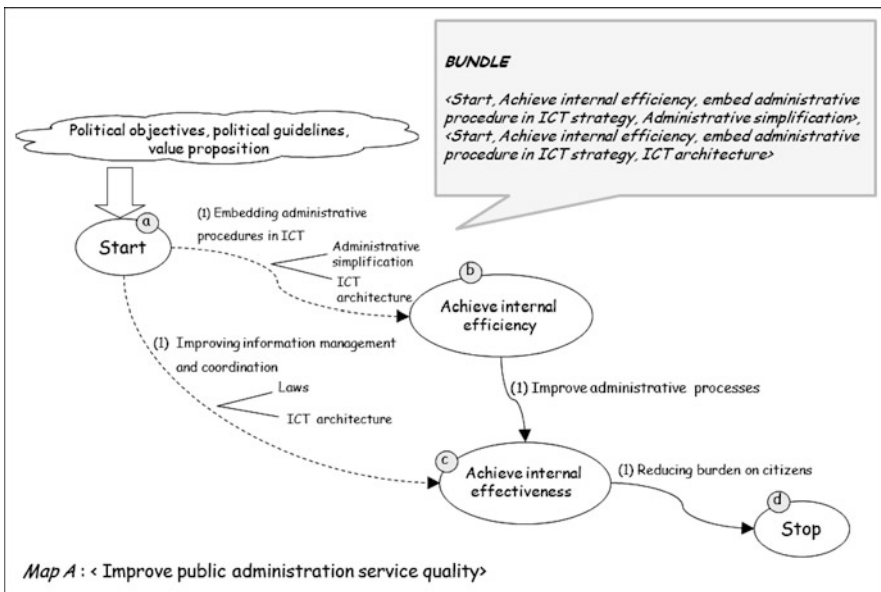 BUNDLE
<Start, Achieve internal efficiency, embed administrative
procedure in ICT strategy, Administrative simplification>,
<Start, Achieve internal efficiency, embed administrative
procedure in ICT strategy, ICT architecture>
Political objectives, political guidelines,
value proposition
a
Start
(1) Embedding administrative
procedures in ICT
Administrative
simplification
ICT
architecture
b
Achieve internal
efficiency
(1) Improving information management
and coordination
Laws
ICT architecture
(1) Improve administrative processes
c
Achieve internal
effectiveness
(1) Reducing burden on citizens
d
Stop
Map A : < Improve public administration service quality>